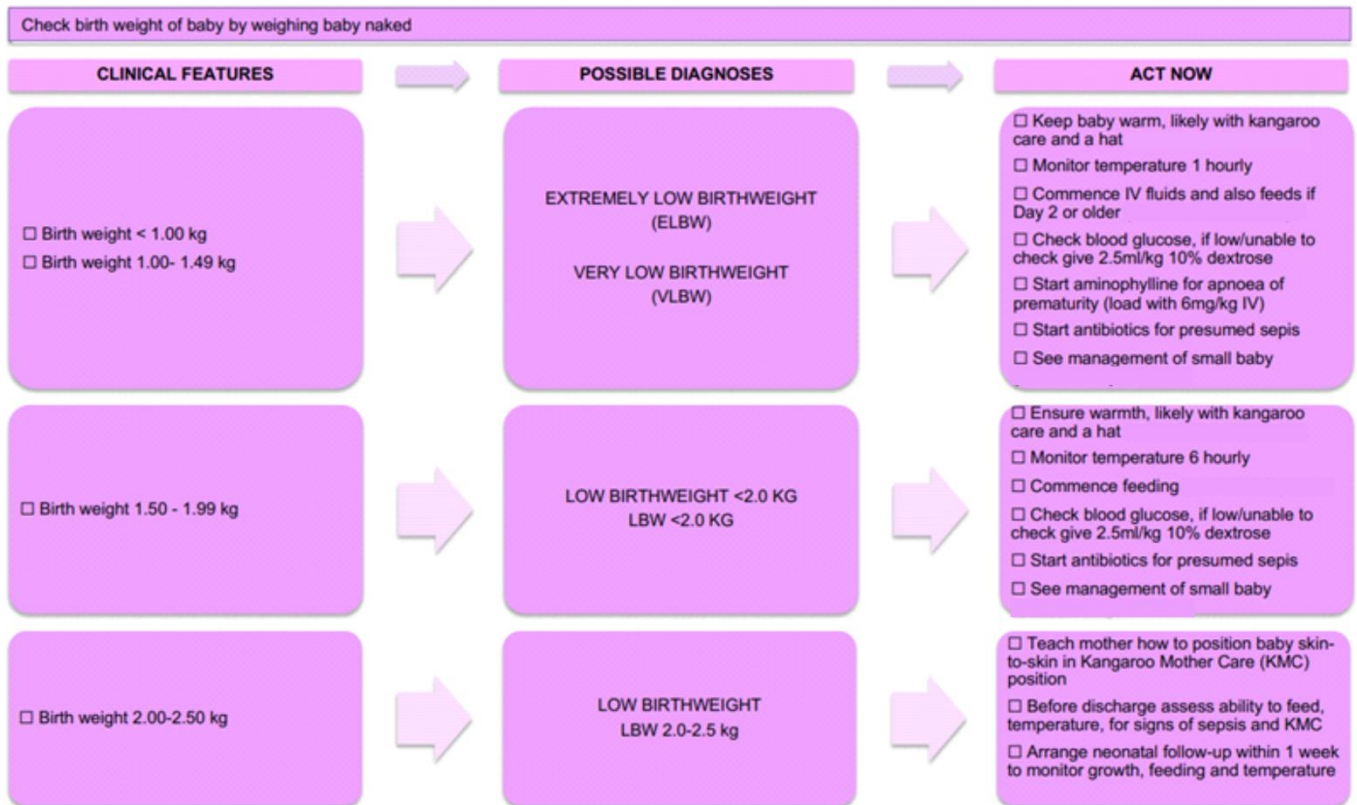 Check birth weight of baby by weighing baby naked
CLINICAL FEATURES
POSSIBLE DIAGNOSES
ACT NOW
☐ Birth weight < 1.00 kg
☐ Birth weight 1.00- 1.49 kg
EXTREMELY LOW BIRTHWEIGHT
(ELBW)
VERY LOW BIRTHWEIGHT
(VLBW)
☐ Keep baby warm, likely with kangaroo
care and a hat
☐ Monitor temperature 1 hourly
☐ Commence IV fluids and also feeds if
Day 2 or older
☐ Check blood glucose, if low/unable to
check give 2.5ml/kg 10% dextrose
☐ Start aminophylline for apnoea of
prematurity (load with 6mg/kg IV)
☐ Start antibiotics for presumed sepis
☐ See management of small baby
☐ Birth weight 1.50 - 1.99 kg
LOW BIRTHWEIGHT <2.0 KG
LBW <2.0 KG
☐ Ensure warmth, likely with kangaroo
care and a hat
☐ Monitor temperature 6 hourly
☐ Commence feeding
☐ Check blood glucose, if low/unable to
check give 2.5ml/kg 10% dextrose
☐ Start antibiotics for presumed sepis
☐ See management of small baby
☐ Birth weight 2.00-2.50 kg
LOW BIRTHWEIGHT
LBW 2.0-2.5 kg
☐ Teach mother how to position baby skin-
to-skin in Kangaroo Mother Care (KMC)
position
☐ Before discharge assess ability to feed,
temperature, for signs of sepsis and KMC
☐ Arrange neonatal follow-up within 1 week
to monitor growth, feeding and temperature